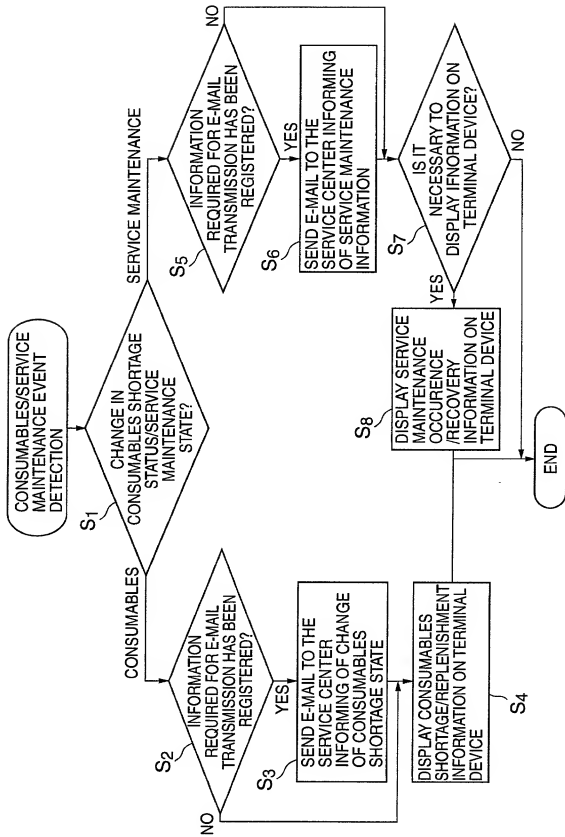 CONSUMABLES/SERVICE
MAINTENANCE EVENT
DETECTION
S1
CHANGE IN
CONSUMABLES SHORTAGE
STATUS/SERVICE
MAINTENANCE
STATE?
CONSUMABLES
SERVICE MAINTENANCE
S2
INFORMATION
REQUIRED FOR E-MAIL
TRANSMISSION HAS BEEN
REGISTERED?
NO
YES
S3
SEND E-MAIL TO THE
SERVICE CENTER
INFORMING OF CHANGE
OF CONSUMABLES
SHORTAGE STATE
DISPLAY CONSUMABLES
SHORTAGE/REPLENISHMENT
INFORMATION ON TERMINAL
DEVICE
S4
S5
INFORMATION
REQUIRED FOR E-MAIL
TRANSMISSION HAS BEEN
REGISTERED?
NO
YES
S6
SEND E-MAIL TO THE
SERVICE CENTER INFORMING
OF SERVICE MAINTENANCE
INFORMATION
S7
IS IT
NECESSARY TO
DISPLAY IFNORMATION ON
TERMINAL DEVICE?
YES
NO
S8
DISPLAY SERVICE
MAINTENANCE
OCCURENCE
/RECOVERY
INFORMATION ON
TERMINAL DEVICE
END